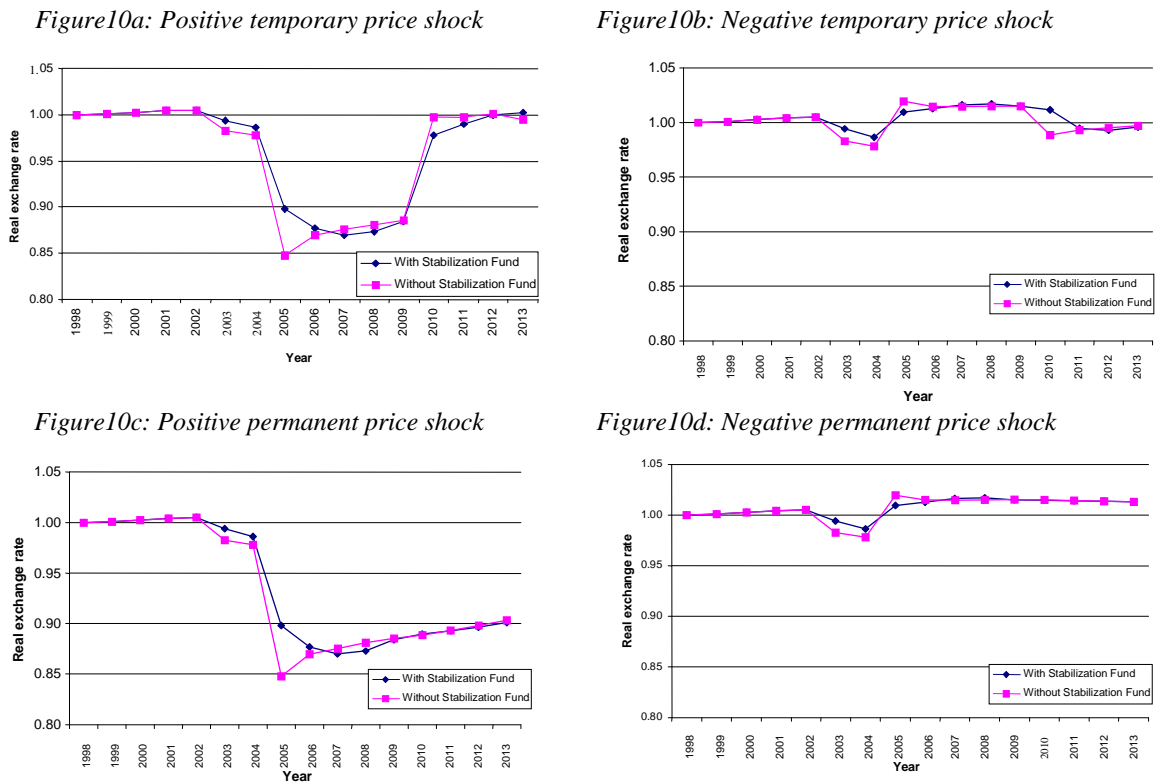 Figure10a: Positive temporary price shock
1.05
1.00
0.95
0.90
0.85
0.80
Real exchange rate
With Stabilization Fund
Without Stabilization Fund
1998 1999 2000 2001 2002 2003 2004 2005 2006 2007 2008 2009 2010 2011 2012 2013
Year
Figure10b: Negative temporary price shock
1.05
1.00
0.95
0.90
0.85
0.80
Real exchange rate
With Stabilization Fund
Without Stabilization Fund
1998 1999 2000 2001 2002 2003 2004 2005 2006 2007 2008 2009 2010 2011 2012 2013
Year
Figure10c: Positive permanent price shock
1.05
1.00
0.95
0.90
0.85
0.80
Real exchange rate
With Stabilization Fund
Without Stabilization Fund
1998 1999 2000 2001 2002 2003 2004 2005 2006 2007 2008 2009 2010 2011 2012 2013
Year
Figure10d: Negative permanent price shock
1.05
1.00
0.95
0.90
0.85
0.80
Real exchange rate
With Stabilization Fund
Without Stabilization Fund
1998 1999 2000 2001 2002 2003 2004 2005 2006 2007 2008 2009 2010 2011 2012 2013
Year